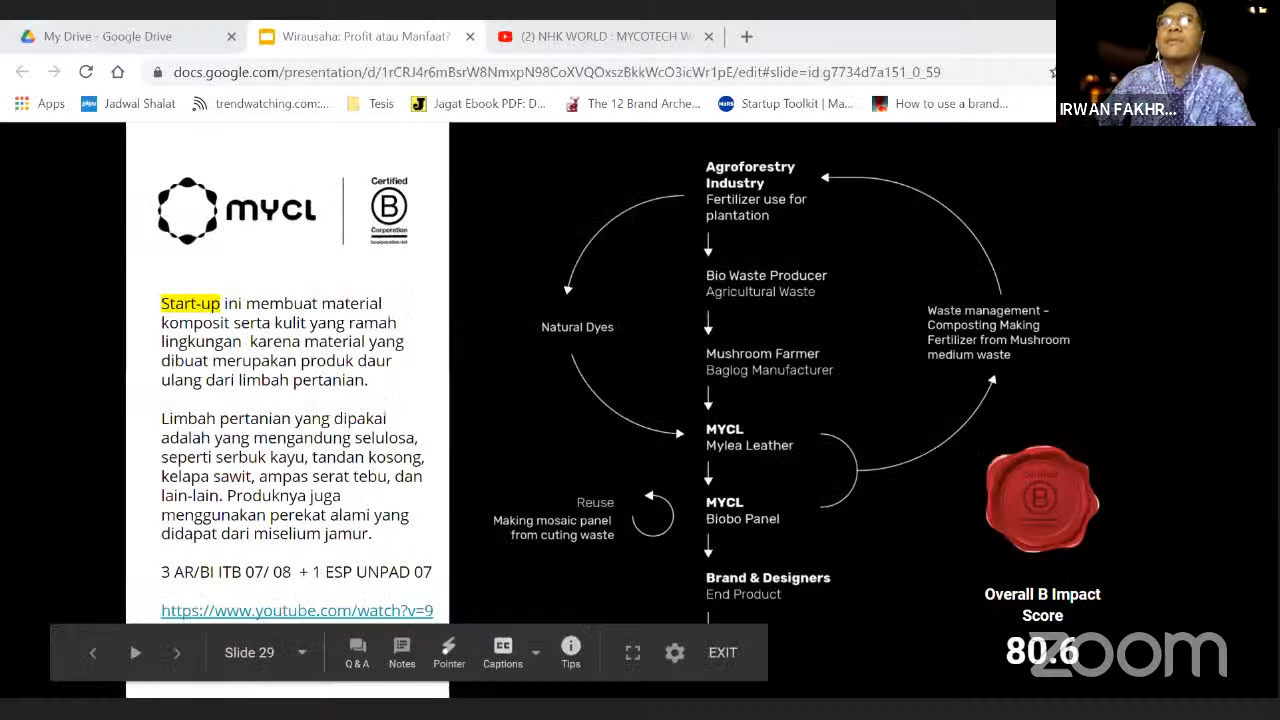 My Drive - Google Drive
Wirausaha: Profit atau Manfaat?
(2) NHK WORLD : MYCOTECH W
docs.google.com/presentation/d/1rCRJ4r6mBsrW8NmxpN98CoXVQOxszBkkWcO3icWr1pE/edit#slide=id.g7734d7a151_0_59
Apps
Jadwal Shalat
trendwatching.com:...
Tesis
Jagat Ebook PDF: D...
The 12 Brand Arche...
Startup Toolkit | Ma...
How to use a brand...
IRWAN FAKHR...
MYCL
Certified
B
Corporation
Start-up ini membuat material
komposit serta kulit yang ramah
lingkungan karena material yang
dibuat merupakan produk daur
ulang dari limbah pertanian.
Limbah pertanian yang dipakai
adalah yang mengandung selulosa,
seperti serbuk kayu, tandan kosong,
kelapa sawit, ampas serat tebu, dan
lain-lain. Produknya juga
menggunakan perekat alami yang
didapat dari miselium jamur.
3 AR/BI ITB 07/ 08 + 1 ESP UNPAD 07
https://www.youtube.com/watch?v=9
Agroforestry
Industry
Fertilizer use for
plantation
Bio Waste Producer
Agricultural Waste
Natural Dyes
Mushroom Farmer
Baglog Manufacturer
Waste management -
Composting Making
Fertilizer from Mushroom
medium waste
MYCL
Mylea Leather
MYCL
Biobo Panel
Reuse
Making mosaic panel
from cuting waste
Brand & Designers
End Product
Certified
B
Overall B Impact
Score
80.6
zoom
Slide 29
Q & A
Notes
Pointer
CC
Captions
Tips
EXIT